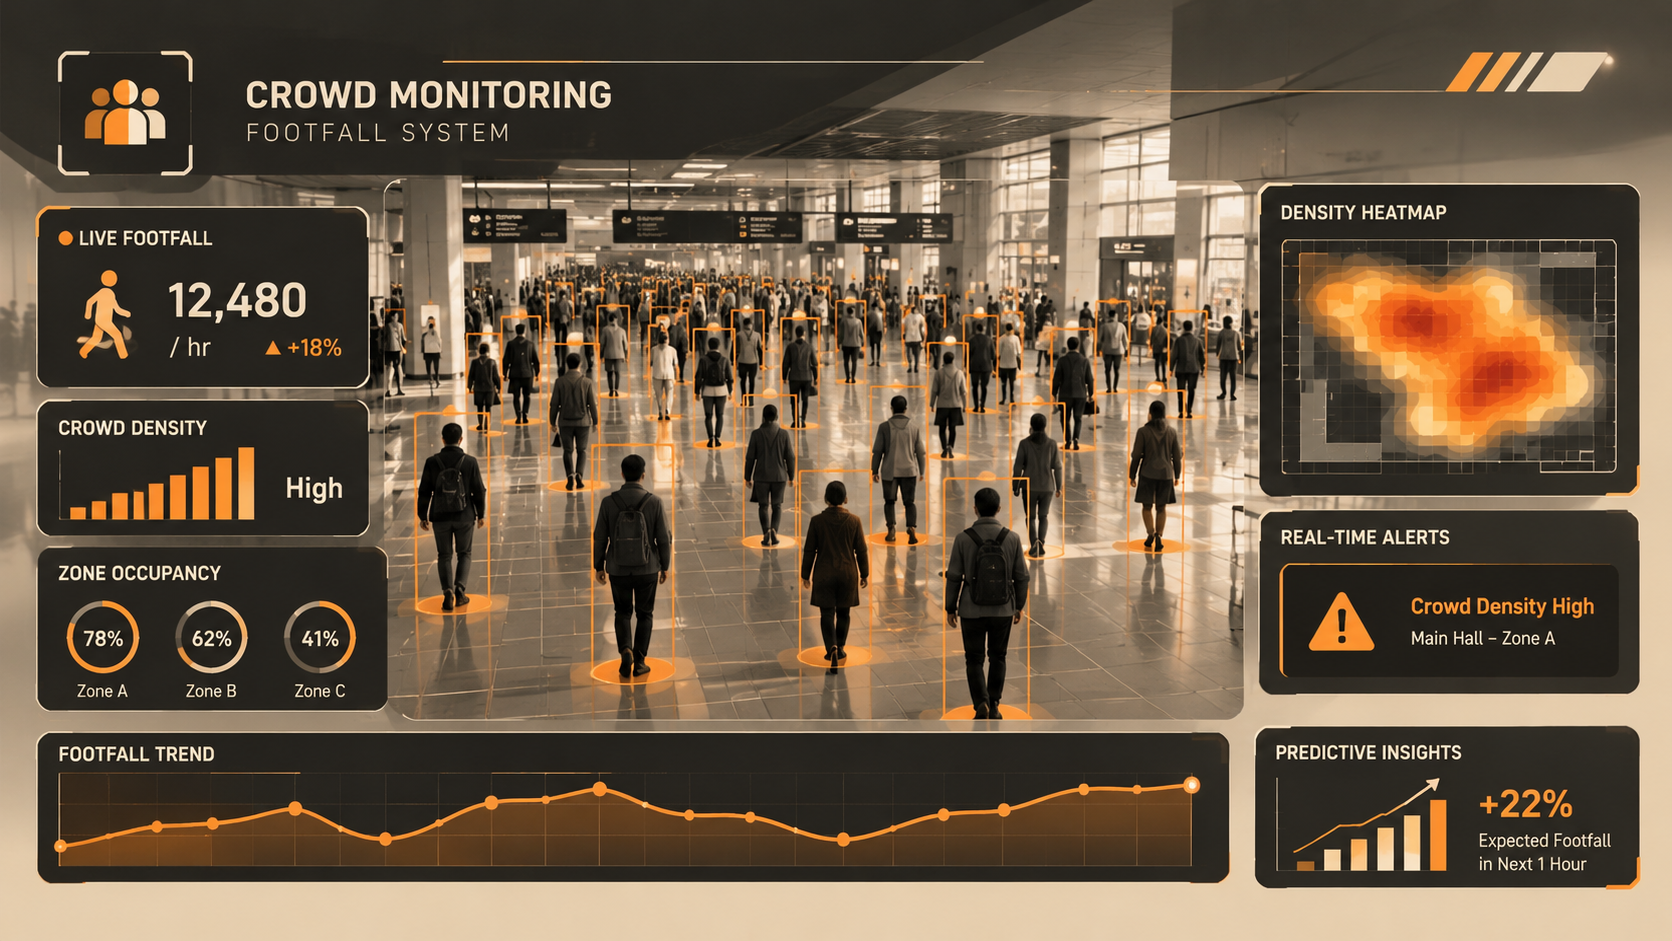 CROWD MONITORING
FOOTFALL SYSTEM
LIVE FOOTFALL
12,480
/ hr
▲ +18%
CROWD DENSITY
High
ZONE OCCUPANCY
78%
62%
41%
Zone A
Zone B
Zone C
DENSITY HEATMAP
REAL-TIME ALERTS
Crowd Density High
Main Hall – Zone A
FOOTFALL TREND
PREDICTIVE INSIGHTS
+22%
Expected Footfall
in Next 1 Hour